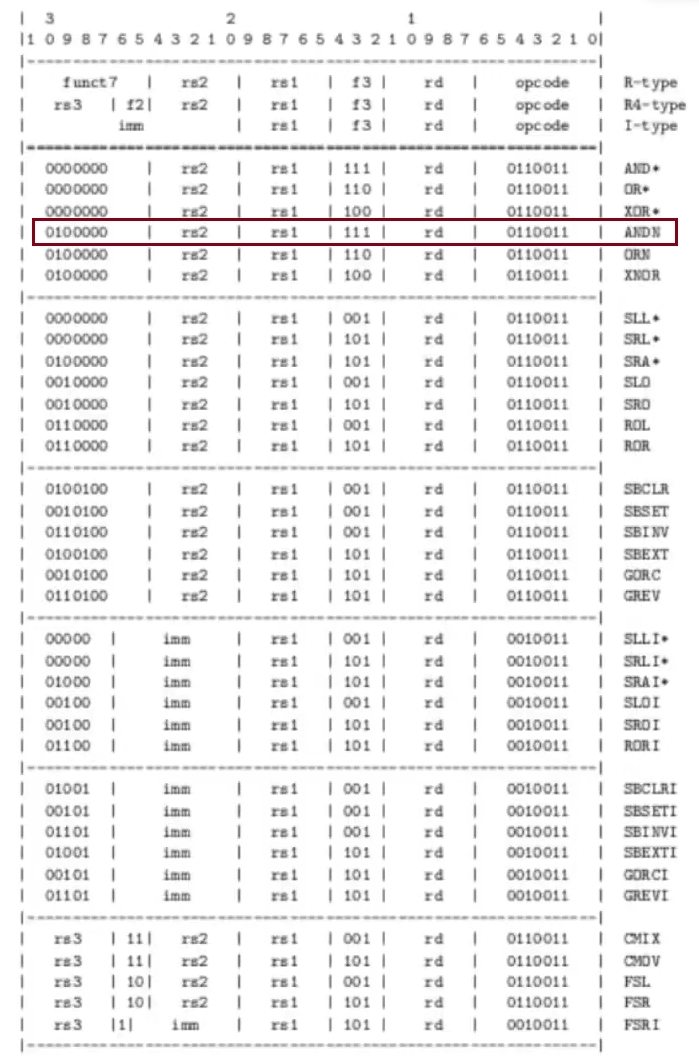 |  3                   2                   1                    |
|1 0 9 8 7 6 5 4 3 2 1 0 9 8 7 6 5 4 3 2 1 0 9 8 7 6 5 4 3 2 1 0|
|---------------------------------------------------------------|
| funct7 | rs2 | rs1 | f3 | rd | opcode | R-type
| rs3 | f2| rs2 | rs1 | f3 | rd | opcode | R4-type
| imm | rs1 | f3 | rd | opcode | I-type
|===============================================================|
| 0000000 | rs2 | rs1 | 111 | rd | 0110011 | AND*
| 0000000 | rs2 | rs1 | 110 | rd | 0110011 | OR*
| 0000000 | rs2 | rs1 | 100 | rd | 0110011 | XOR*
| 0100000 | rs2 | rs1 | 111 | rd | 0110011 | ANDN
| 0100000 | rs2 | rs1 | 110 | rd | 0110011 | ORN
| 0100000 | rs2 | rs1 | 100 | rd | 0110011 | XNOR
|---------------------------------------------------------------|
| 0000000 | rs2 | rs1 | 001 | rd | 0110011 | SLL*
| 0000000 | rs2 | rs1 | 101 | rd | 0110011 | SRL*
| 0100000 | rs2 | rs1 | 101 | rd | 0110011 | SRA*
| 0010000 | rs2 | rs1 | 001 | rd | 0110011 | SLO
| 0010000 | rs2 | rs1 | 101 | rd | 0110011 | SRO
| 0110000 | rs2 | rs1 | 001 | rd | 0110011 | ROL
| 0110000 | rs2 | rs1 | 101 | rd | 0110011 | ROR
|---------------------------------------------------------------|
| 0100100 | rs2 | rs1 | 001 | rd | 0110011 | SBCLR
| 0010100 | rs2 | rs1 | 001 | rd | 0110011 | SBSET
| 0110100 | rs2 | rs1 | 001 | rd | 0110011 | SBINV
| 0100100 | rs2 | rs1 | 101 | rd | 0110011 | SBEXT
| 0010100 | rs2 | rs1 | 101 | rd | 0110011 | GORC
| 0110100 | rs2 | rs1 | 101 | rd | 0110011 | GREV
|---------------------------------------------------------------|
| 00000 | imm | rs1 | 001 | rd | 0010011 | SLLI*
| 00000 | imm | rs1 | 101 | rd | 0010011 | SRLI*
| 01000 | imm | rs1 | 101 | rd | 0010011 | SRAI*
| 00100 | imm | rs1 | 001 | rd | 0010011 | SLOI
| 00100 | imm | rs1 | 101 | rd | 0010011 | SROI
| 01100 | imm | rs1 | 101 | rd | 0010011 | RORI
|---------------------------------------------------------------|
| 01001 | imm | rs1 | 001 | rd | 0010011 | SBCLRI
| 00101 | imm | rs1 | 001 | rd | 0010011 | SBSETI
| 01101 | imm | rs1 | 001 | rd | 0010011 | SBINVI
| 01001 | imm | rs1 | 101 | rd | 0010011 | SBEXTI
| 00101 | imm | rs1 | 101 | rd | 0010011 | GORCI
| 01101 | imm | rs1 | 101 | rd | 0010011 | GREVI
|---------------------------------------------------------------|
| rs3 | 11| rs2 | rs1 | 001 | rd | 0110011 | CMIX
| rs3 | 11| rs2 | rs1 | 101 | rd | 0110011 | CMOV
| rs3 | 10| rs2 | rs1 | 001 | rd | 0110011 | FSL
| rs3 | 10| rs2 | rs1 | 101 | rd | 0110011 | FSR
| rs3 |1| imm | rs1 | 101 | rd | 0010011 | FSRI
|---------------------------------------------------------------|